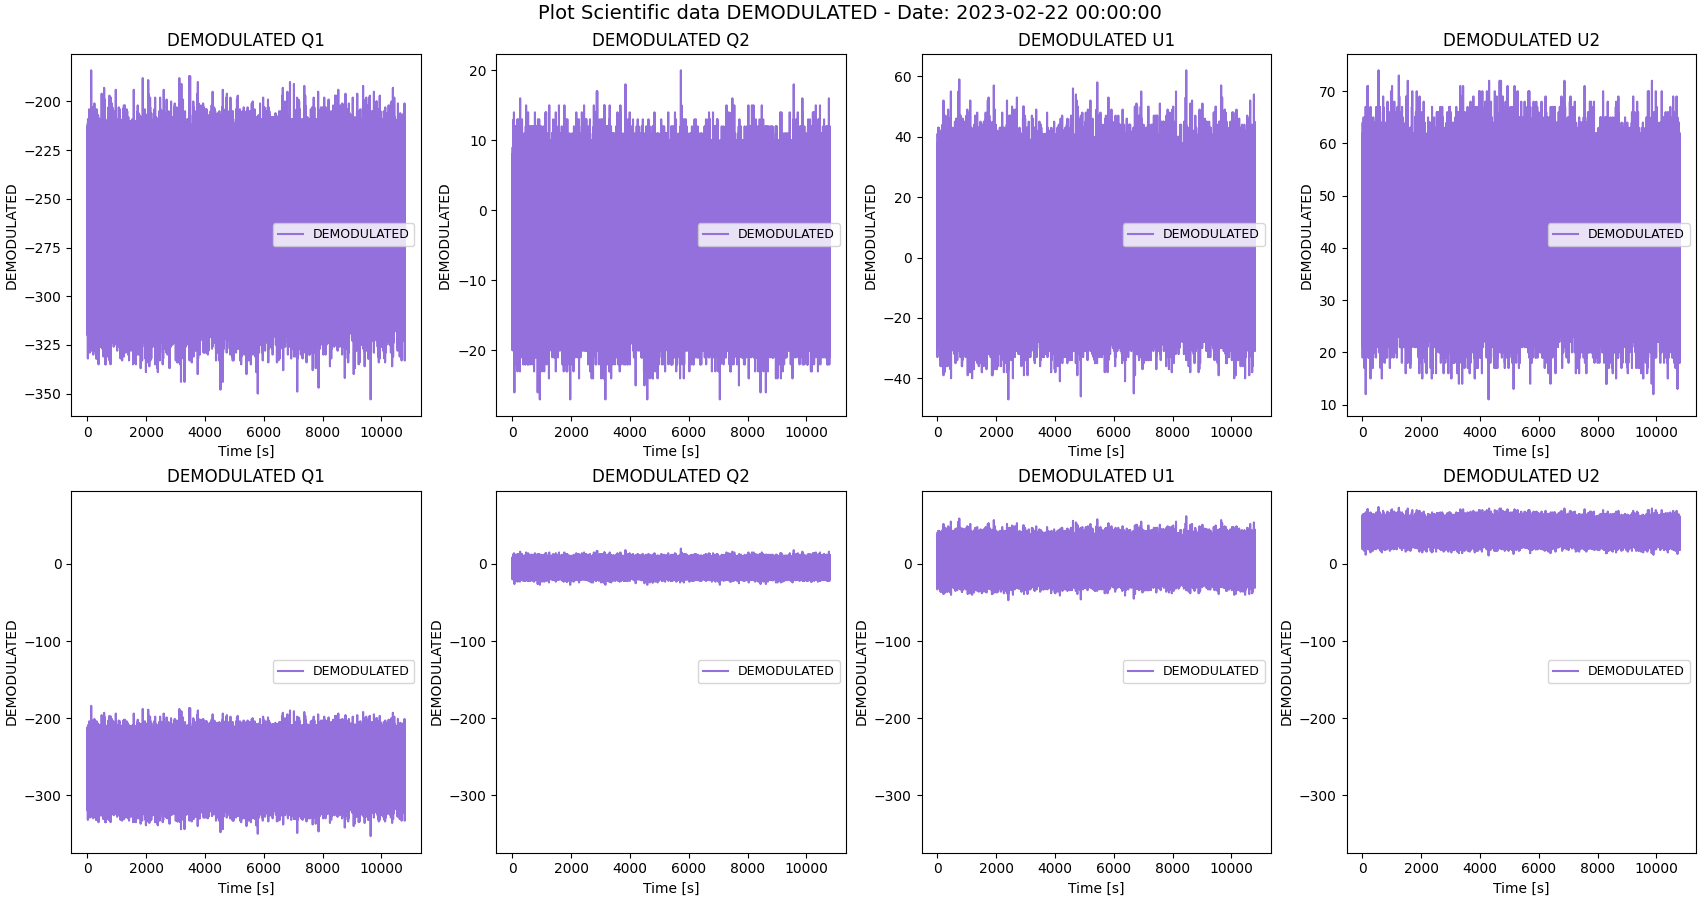 Plot Scientific data DEMODULATED - Date: 2023-02-22 00:00:00
DEMODULATED Q1
DEMODULATED
−200
−225
−250
−275
−300
−325
−350
DEMODULATED
0 2000 4000 6000 8000 10000
Time [s]
DEMODULATED Q2
DEMODULATED
20
10
0
−10
−20
DEMODULATED
0 2000 4000 6000 8000 10000
Time [s]
DEMODULATED U1
DEMODULATED
60
40
20
0
−20
−40
DEMODULATED
0 2000 4000 6000 8000 10000
Time [s]
DEMODULATED U2
DEMODULATED
70
60
50
40
30
20
10
DEMODULATED
0 2000 4000 6000 8000 10000
Time [s]
DEMODULATED Q1
DEMODULATED
0
−100
−200
−300
DEMODULATED
0 2000 4000 6000 8000 10000
Time [s]
DEMODULATED Q2
DEMODULATED
0
−100
−200
−300
DEMODULATED
0 2000 4000 6000 8000 10000
Time [s]
DEMODULATED U1
DEMODULATED
0
−100
−200
−300
DEMODULATED
0 2000 4000 6000 8000 10000
Time [s]
DEMODULATED U2
DEMODULATED
0
−100
−200
−300
DEMODULATED
0 2000 4000 6000 8000 10000
Time [s]